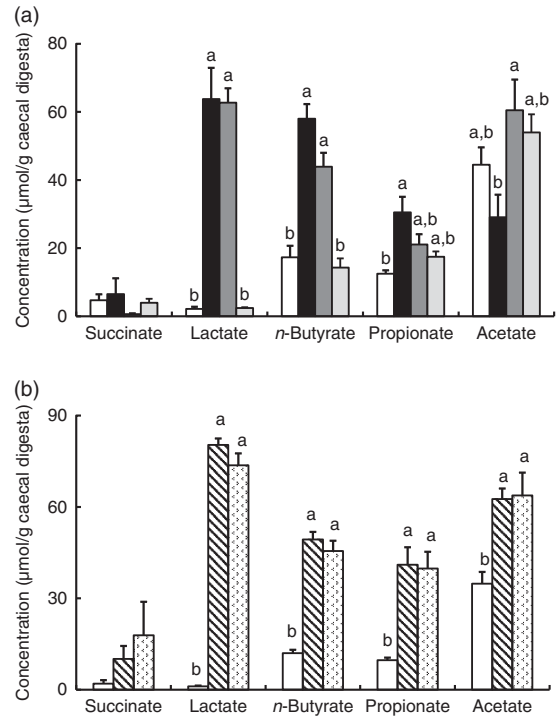 (a)
Concentration (µmol/g caecal digesta)
80
60
40
20
0
a a
b b
a
a
b b
a
a,b
a,b
b
a,b
b
a
a,b
Succinate Lactate n-Butyrate Propionate Acetate
(b)
Concentration (µmol/g caecal digesta)
90
60
30
0
a a
b
a a
b
a a
b
a a
b
Succinate Lactate n-Butyrate Propionate Acetate